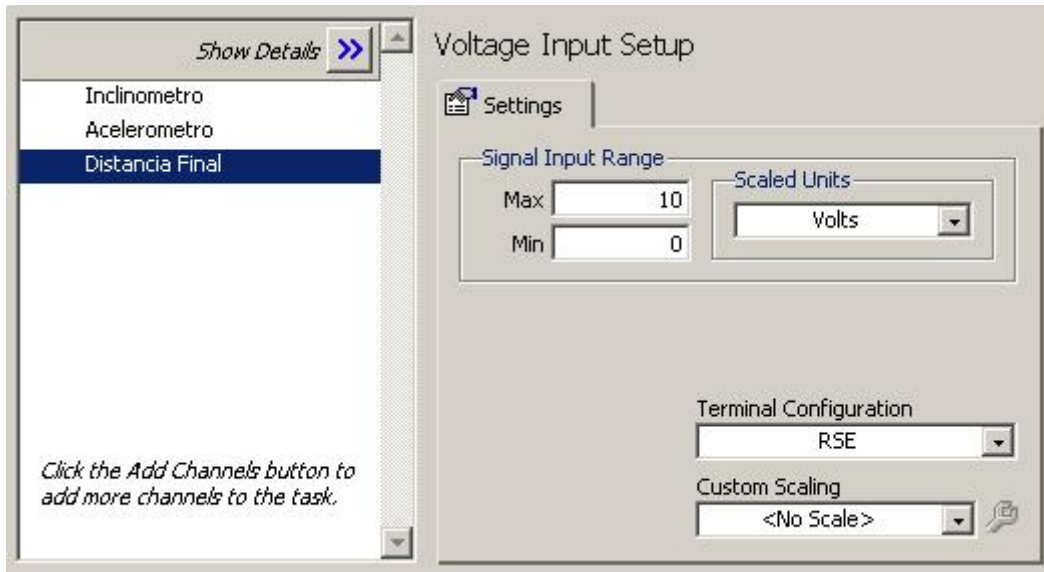 Show Details
Inclinometro
Acelerometro
Distancia Final
Click the Add Channels button to
add more channels to the task.
Voltage Input Setup
Settings
Signal Input Range
Max 10
Min 0
Scaled Units
Volts
Terminal Configuration
RSE
Custom Scaling
<No Scale>